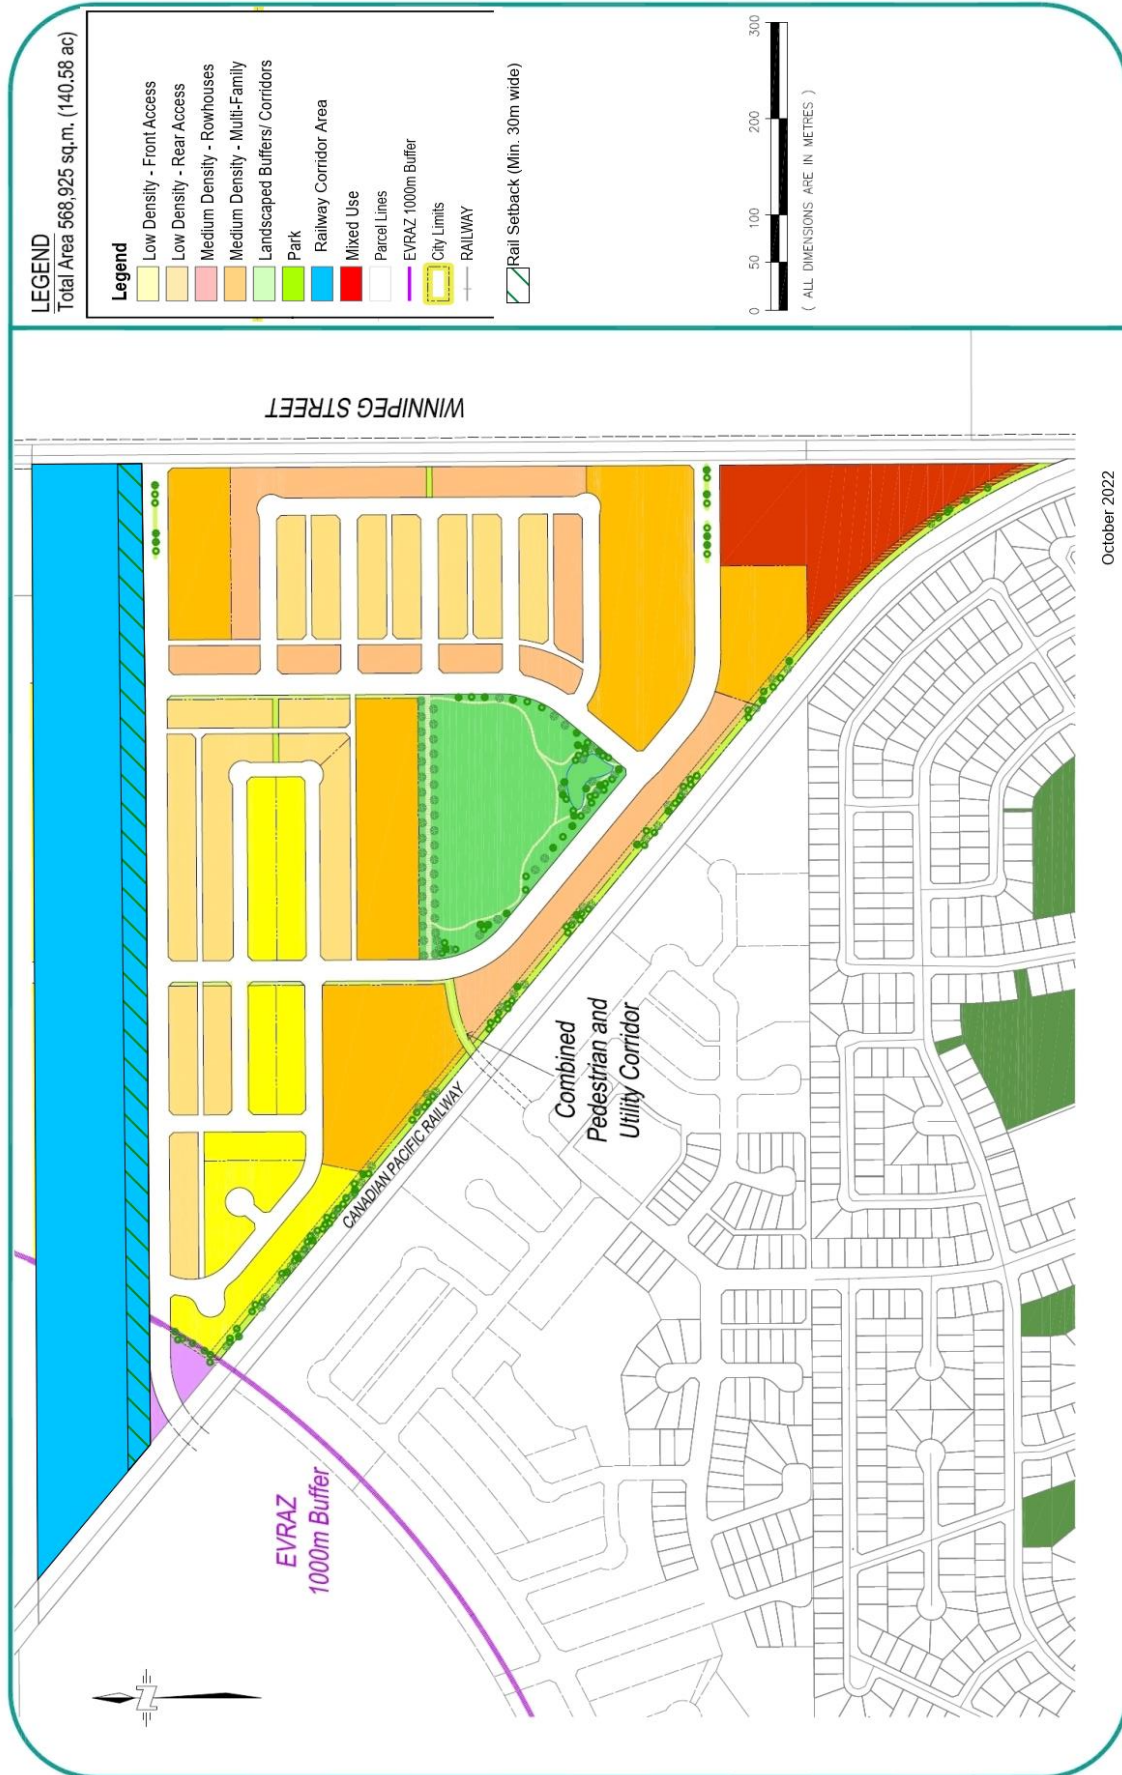 LEGEND
Total Area 568,925 sq.m. (140.58 ac)
Legend
Low Density - Front Access
Low Density - Rear Access
Medium Density - Rowhouses
Medium Density - Multi-Family
Landscaped Buffers/ Corridors
Park
Railway Corridor Area
Mixed Use
Parcel Lines
EVRAZ 1000m Buffer
City Limits
RAILWAY
Rail Setback (Min. 30m wide)
0 50 100 200 300
( ALL DIMENSIONS ARE IN METRES )
WINNIPEG STREET
CANADIAN PACIFIC RAILWAY
Combined
Pedestrian and
Utility Corridor
EVRAZ
1000m Buffer
N
October 2022